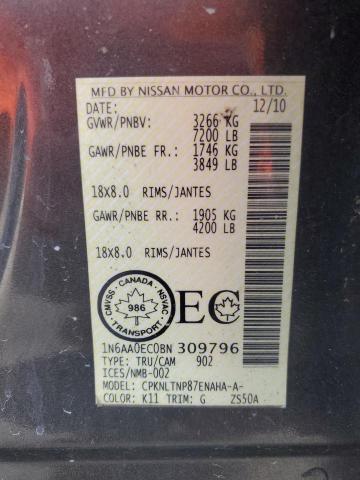 MFD BY NISSAN MOTOR CO., LTD.
DATE: 12/10
GVWR/PNBV: 3266 KG
7200 LB
GAWR/PNBE FR.: 1746 KG
3849 LB
18X8.0 RIMS/JANTES
GAWR/PNBE RR.: 1905 KG
4200 LB
18X8.0 RIMS/JANTES
CANADA
CMVSS NSVAC
986
TRANSPORT
EC
1N6AA0EC0BN 309796
TYPE: TRU/CAM 902
ICES/NMB-002
MODEL: CPKNLTNP87ENAHA-A-
COLOR: K11 TRIM: G ZS50A